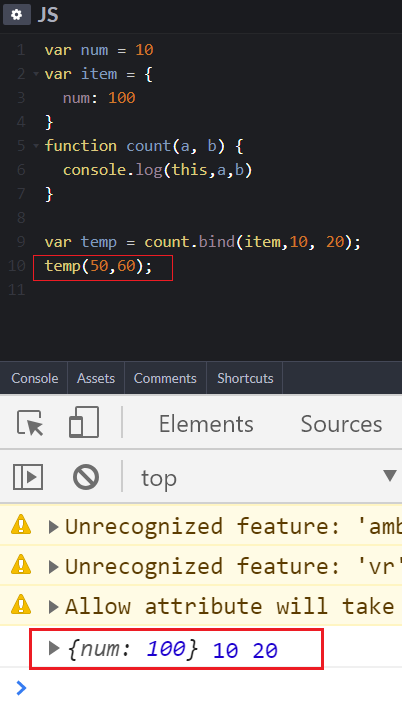 JS
1 var num = 10
2 var item = {
3 num: 100
4 }
5 function count(a, b) {
6 console.log(this,a,b)
7 }
8
9 var temp = count.bind(item,10, 20);
10 temp(50,60);
11
Console Assets Comments Shortcuts
Elements Sources
top
Unrecognized feature: 'amb
Unrecognized feature: 'vr'
Allow attribute will take
{num: 100} 10 20